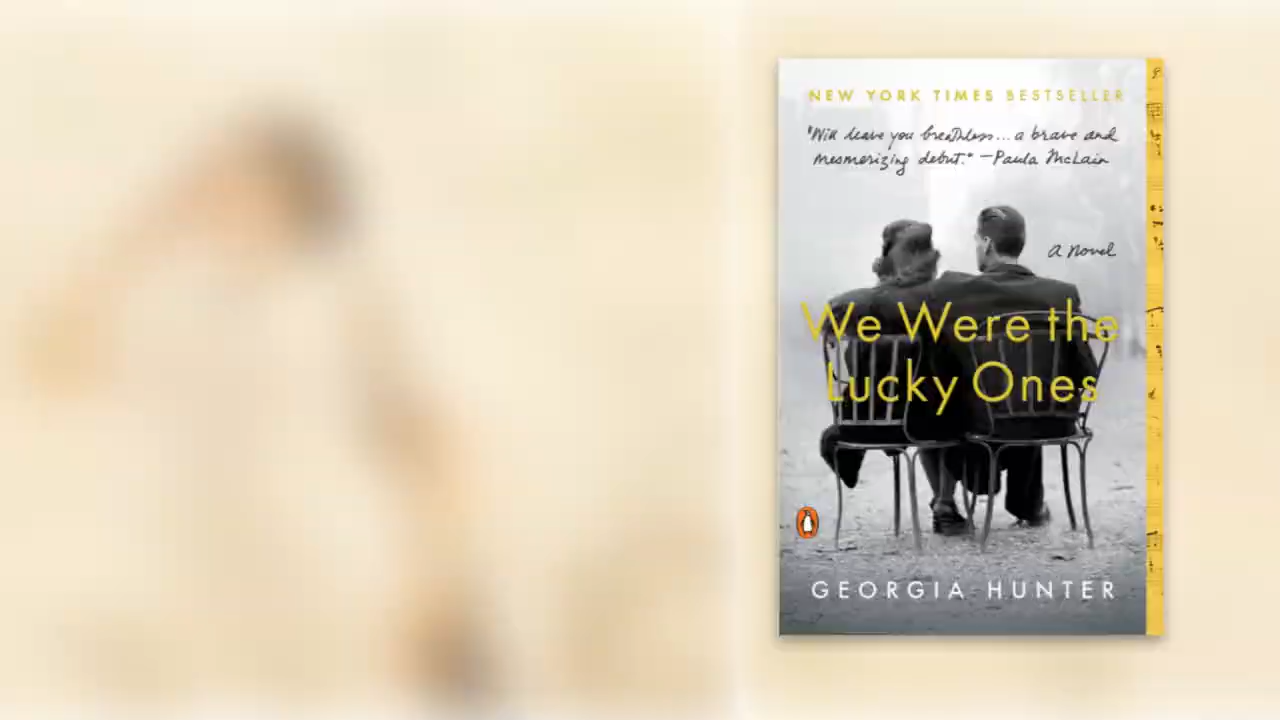 NEW YORK TIMES BESTSELLER
"Will leave you breathless... a brave and
mesmerizing debut." —Paula McLain
a novel
We Were the
Lucky Ones
GEORGIA HUNTER